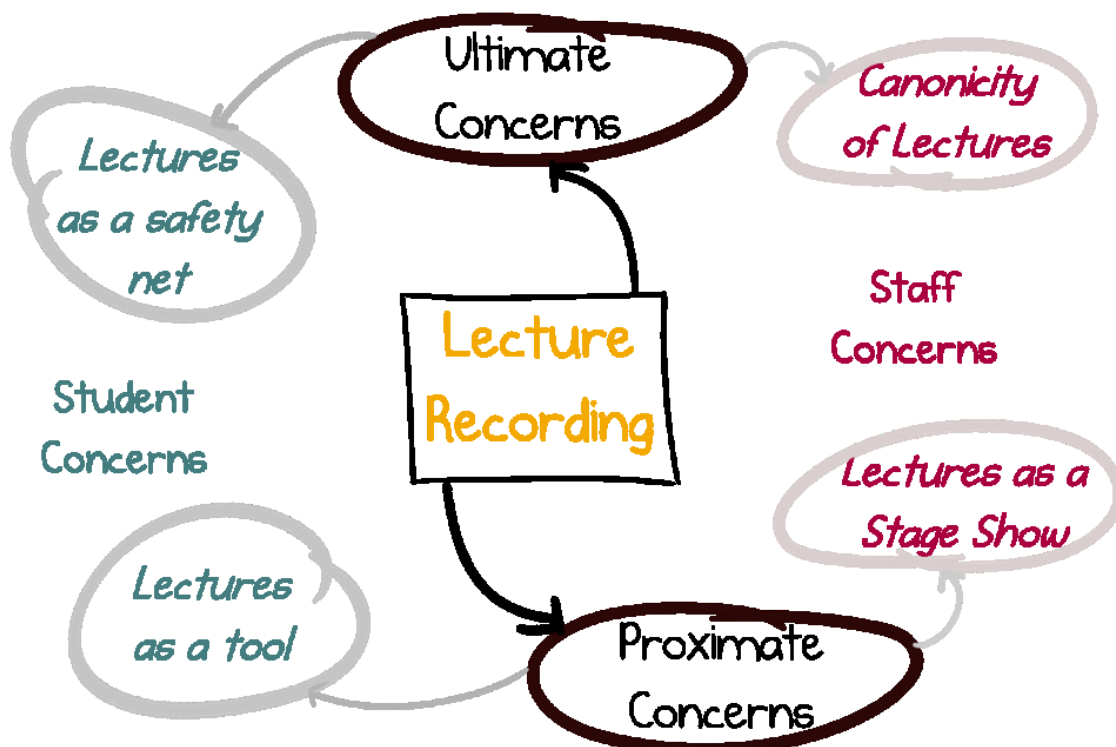 Ultimate
Concerns
Canonicity
of Lectures
Lectures
as a safety
net
Staff
Concerns
Lecture
Recording
Student
Concerns
Lectures as a
Stage Show
Lectures
as a tool
Proximate
Concerns